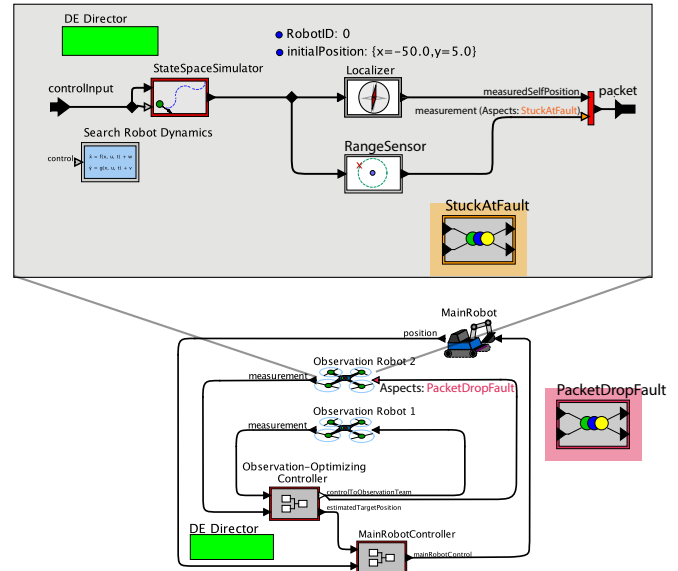 DE Director
RobotID: 0
initialPosition: {x=-50.0,y=5.0}
StateSpaceSimulator
Localizer
controlInput
measuredSelfPosition
packet
measurement (Aspects: StuckAtFault)
Search Robot Dynamics
RangeSensor
control
ẋ = f(x, u, t) + w
y = g(x, u, t) + v
StuckAtFault
MainRobot
position
Observation Robot 2
measurement
Aspects: PacketDropFault
PacketDropFault
Observation Robot 1
measurement
Observation-Optimizing
Controller
controlToObservationTeam
estimatedTargetPosition
DE Director
MainRobotController
mainRobotControl